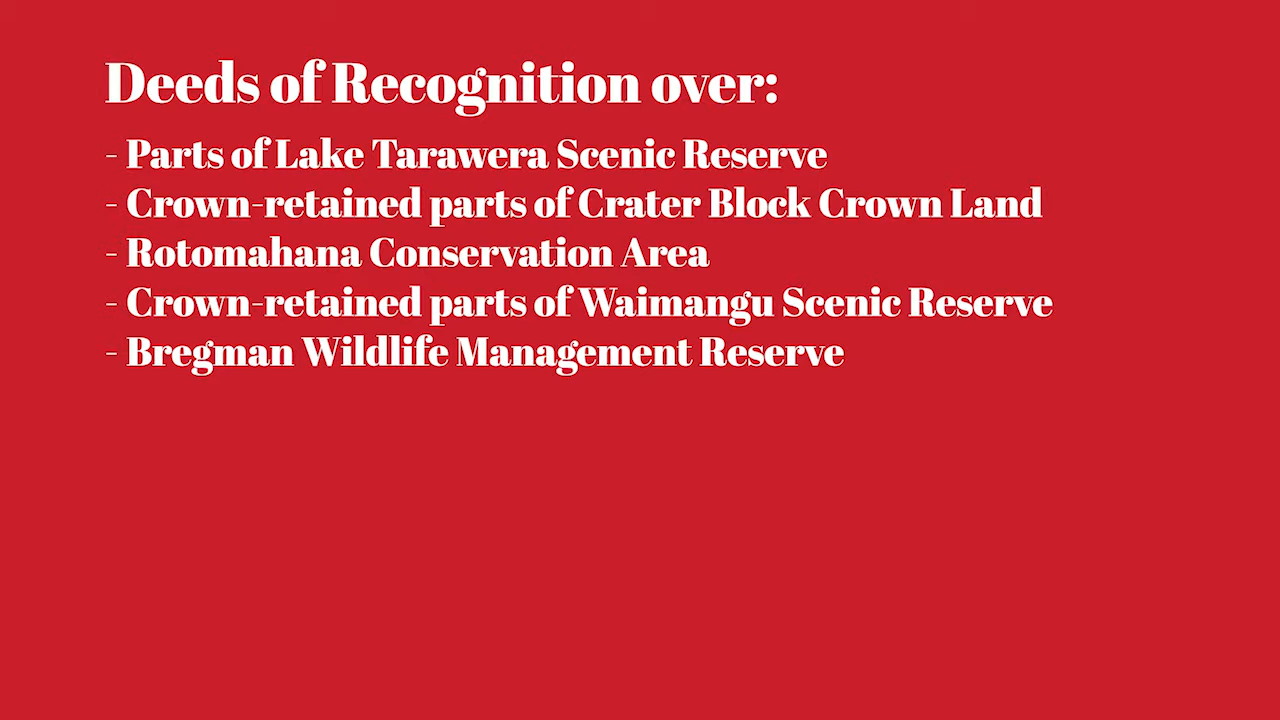 Deeds of Recognition over:
- Parts of Lake Tarawera Scenic Reserve
- Crown-retained parts of Crater Block Crown Land
- Rotomahana Conservation Area
- Crown-retained parts of Waimangu Scenic Reserve
- Bregman Wildlife Management Reserve